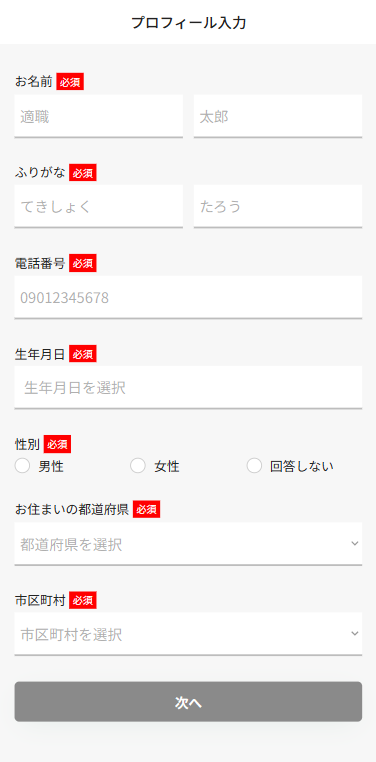 プロフィール入力
お名前 必須
適職 太郎
ふりがな 必須
てきしょく たろう
電話番号 必須
09012345678
生年月日 必須
生年月日を選択
性別 必須
男性 女性 回答しない
お住まいの都道府県 必須
都道府県を選択
市区町村 必須
市区町村を選択
次へ